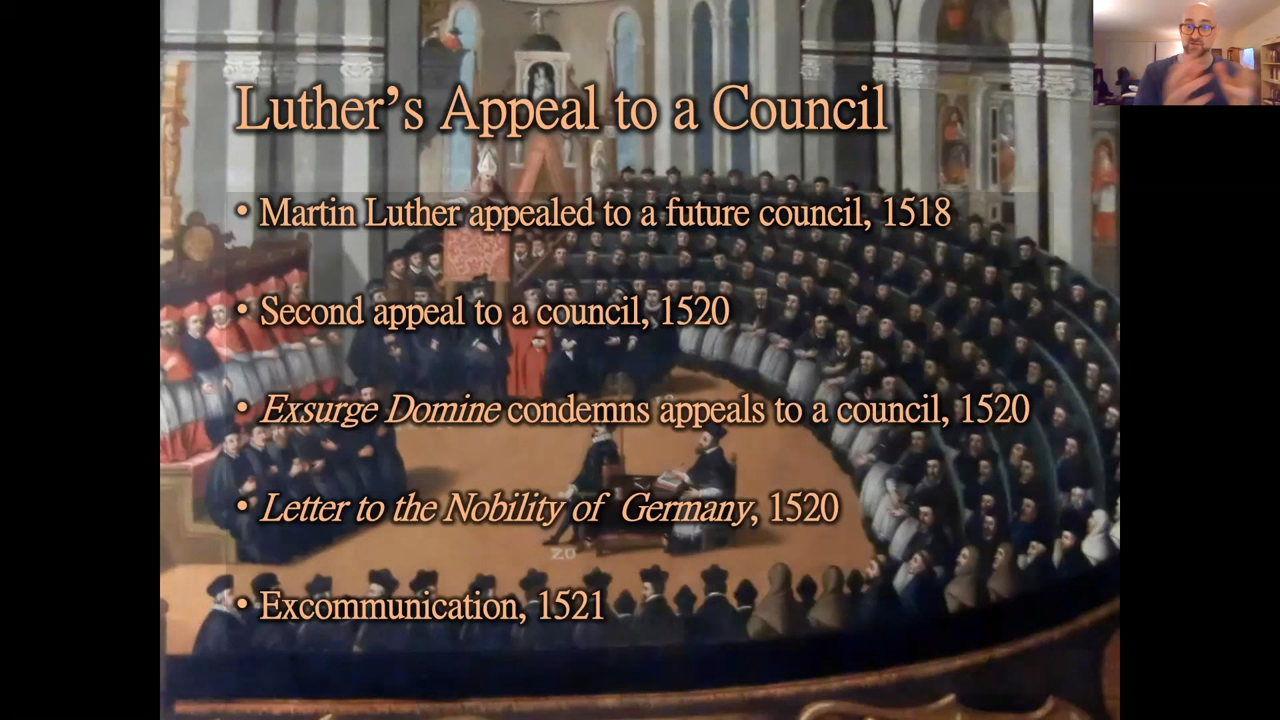 Luther’s Appeal to a Council
• Martin Luther appealed to a future council, 1518
• Second appeal to a council, 1520
• Exsurge Domine condemns appeals to a council, 1520
• Letter to the Nobility of Germany, 1520
20
• Excommunication, 1521